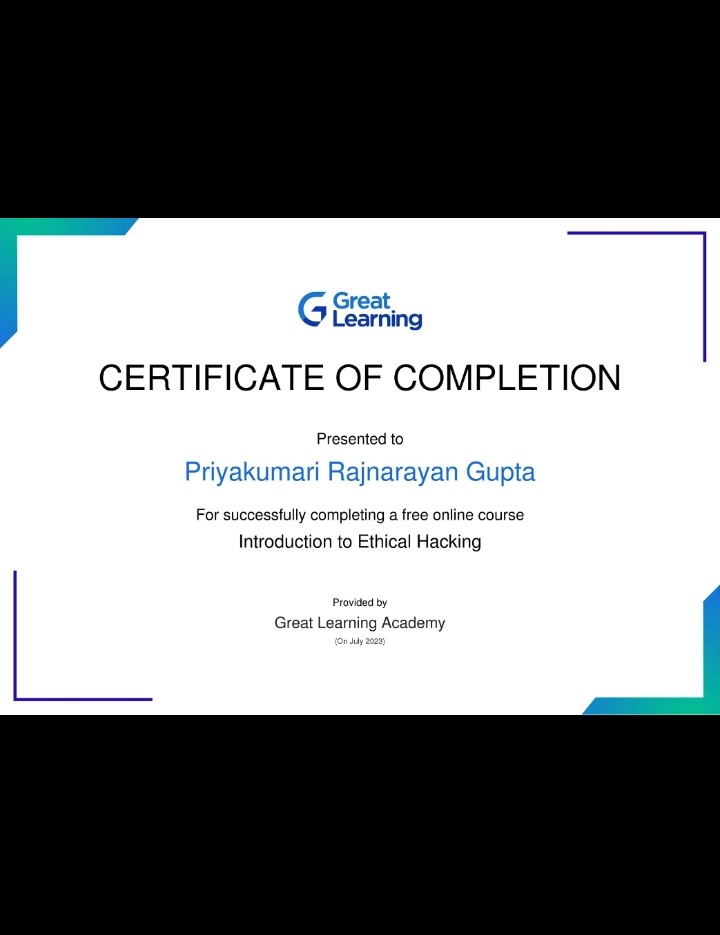 Great
Learning
CERTIFICATE OF COMPLETION
Presented to
Priyakumari Rajnarayan Gupta
For successfully completing a free online course
Introduction to Ethical Hacking
Provided by
Great Learning Academy
(On July 2023)